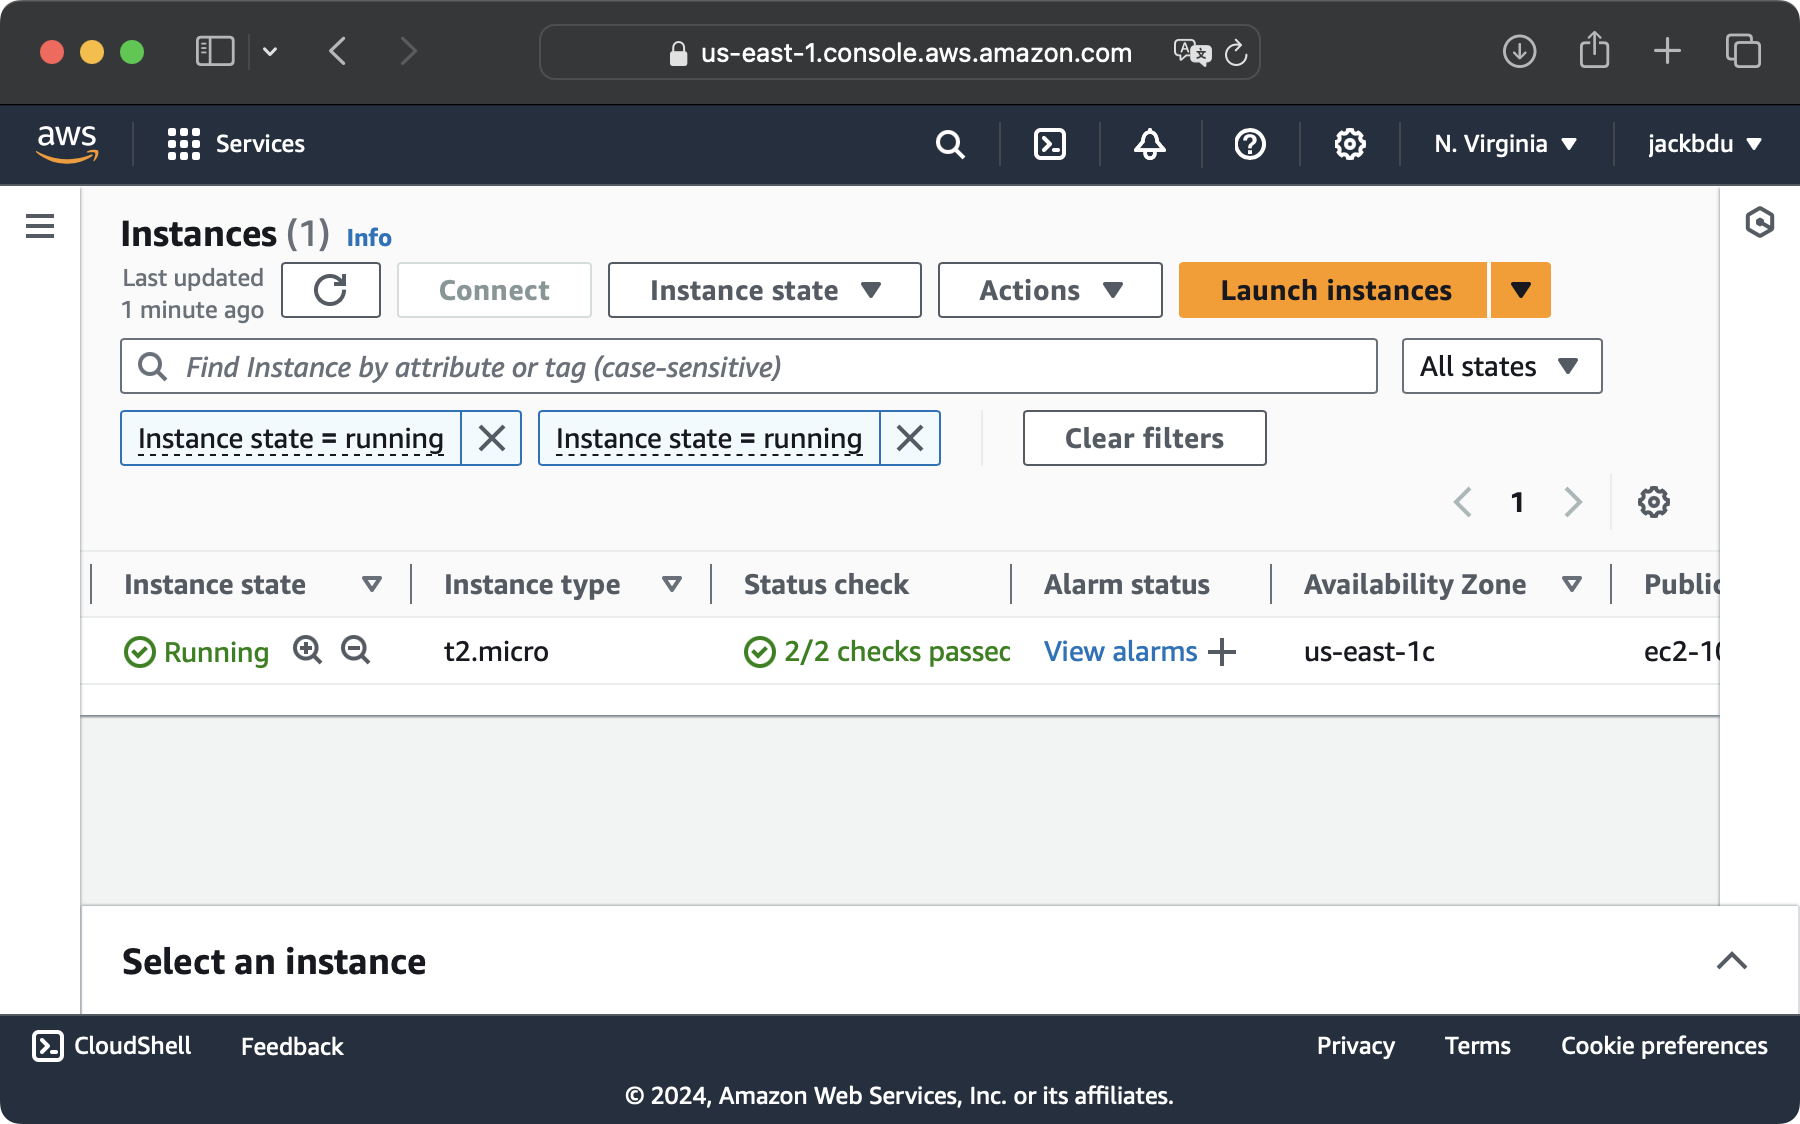 us-east-1.console.aws.amazon.com
aws
Services
N. Virginia
jackbdu
Instances (1) Info
Last updated
1 minute ago
Connect
Instance state
Actions
Launch instances
Find Instance by attribute or tag (case-sensitive)
All states
Instance state = running
Instance state = running
Clear filters
1
Instance state
Instance type
Status check
Alarm status
Availability Zone
Public
Running
t2.micro
2/2 checks passed
View alarms
us-east-1c
ec2-10
Select an instance
CloudShell
Feedback
Privacy
Terms
Cookie preferences
© 2024, Amazon Web Services, Inc. or its affiliates.